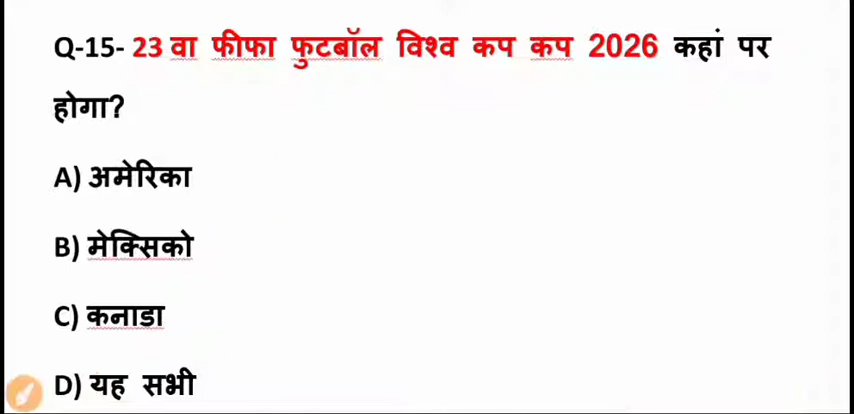 Q-15- 23 वा फीफा फुटबॉल विश्व कप कप 2026 कहां पर
होगा?
A) अमेरिका
B) मेक्सिको
C) कनाडा
D) यह सभी